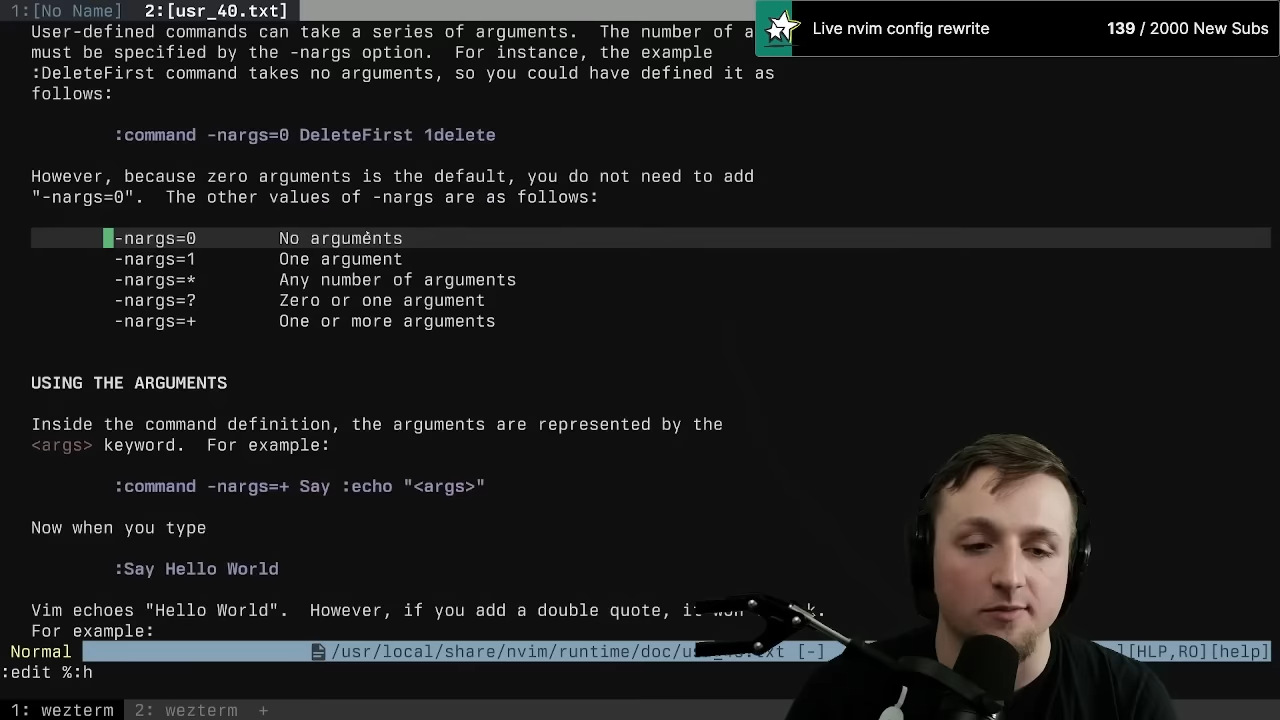 1:[No Name]  2:[usr_40.txt]
Live nvim config rewrite
139 / 2000 New Subs
User-defined commands can take a series of arguments.  The number of
must be specified by the -nargs option.  For instance, the example
:DeleteFirst command takes no arguments, so you could have defined it as
follows:
:command -nargs=0 DeleteFirst 1delete
However, because zero arguments is the default, you do not need to add
"-nargs=0".  The other values of -nargs are as follows:
-nargs=0        No arguments
-nargs=1        One argument
-nargs=*        Any number of arguments
-nargs=?        Zero or one argument
-nargs=+        One or more arguments
USING THE ARGUMENTS
Inside the command definition, the arguments are represented by the
<args> keyword.  For example:
:command -nargs=+ Say :echo "<args>"
Now when you type
:Say Hello World
Vim echoes "Hello World".  However, if you add a double quote, it
For example:
Normal /usr/local/share/nvim/runtime/doc/usr_40.txt [-] [HLP,RO][help]
:edit %:h
1: wezterm  2: wezterm  +